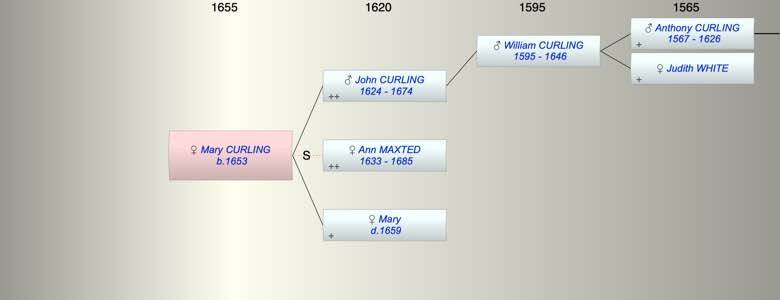 1655 1620 1595 1565
♂ Anthony CURLING
1567 - 1626
+
♂ William CURLING
1595 - 1646
♀ Judith WHITE
+
♂ John CURLING
1624 - 1674
++
♀ Mary CURLING
b.1653
S
♀ Ann MAXTED
1633 - 1685
++
♀ Mary
d.1659
+